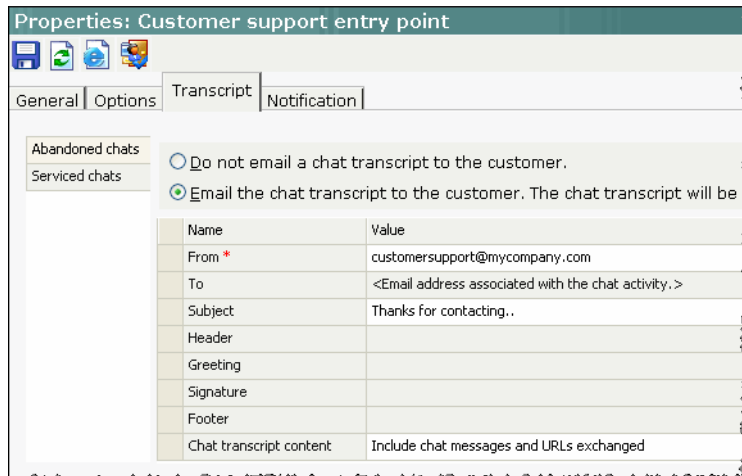 Properties: Customer support entry point
General Options Transcript Notification
Abandoned chats
Serviced chats
Do not email a chat transcript to the customer.
Email the chat transcript to the customer. The chat transcript will be
Name Value
From * customersupport@mycompany.com
To <Email address associated with the chat activity.>
Subject Thanks for contacting..
Header
Greeting
Signature
Footer
Chat transcript content Include chat messages and URLs exchanged